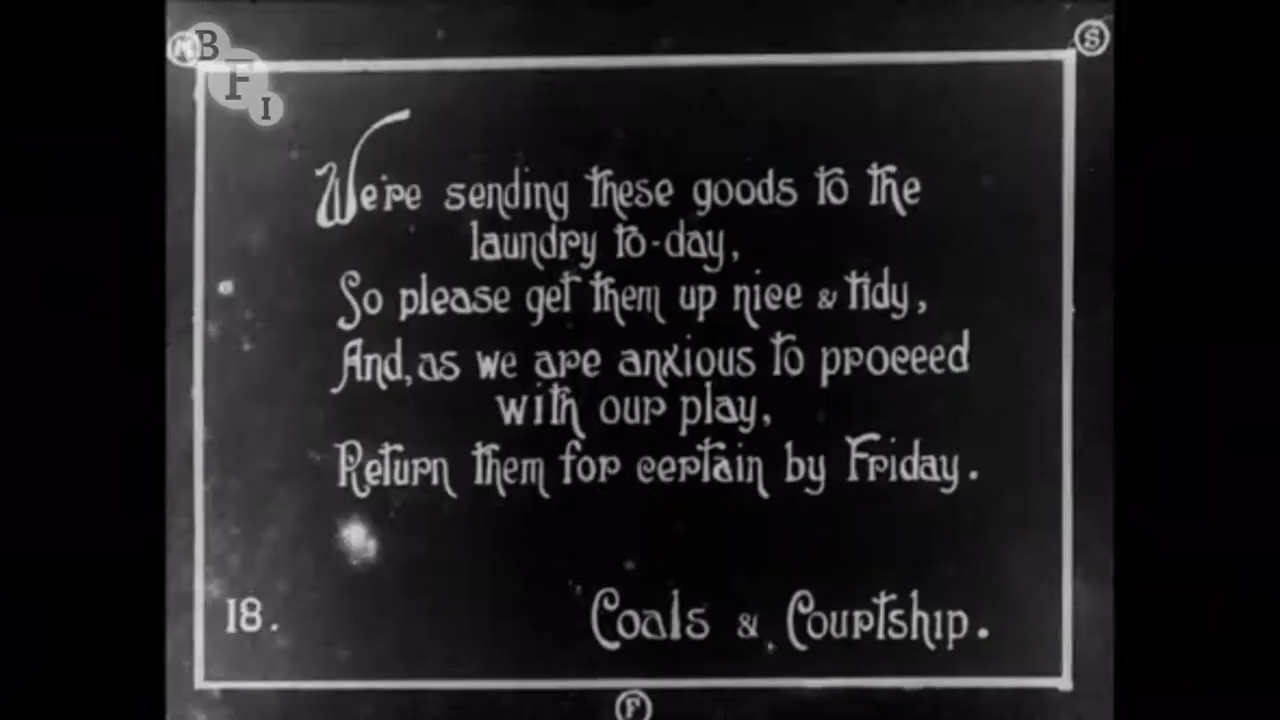 M
S
BFI
We're sending these goods to the
laundry to-day,
So please get them up nice & tidy,
And, as we are anxious to proceed
with our play,
Return them for certain by Friday.
18.
Coals & Courtship.
F